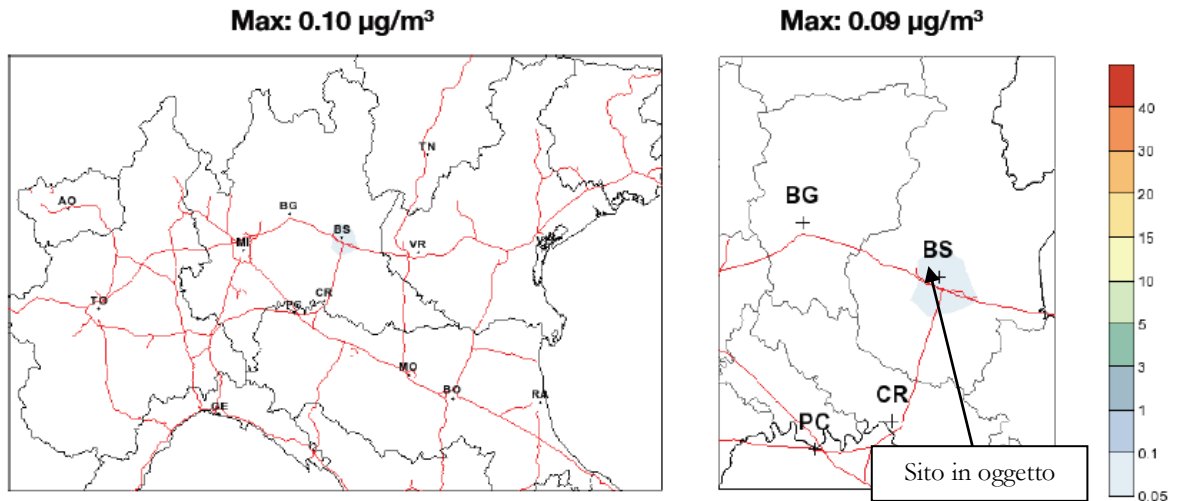 Max: 0.10 µg/m³
Max: 0.09 µg/m³
TN
AO
BG
BS
MI
VR
VE
TO
PC
CR
MO
BO
RA
GE
BG
BS
CR
PC
Sito in oggetto
40
30
20
15
10
5
3
1
0.1
0.05